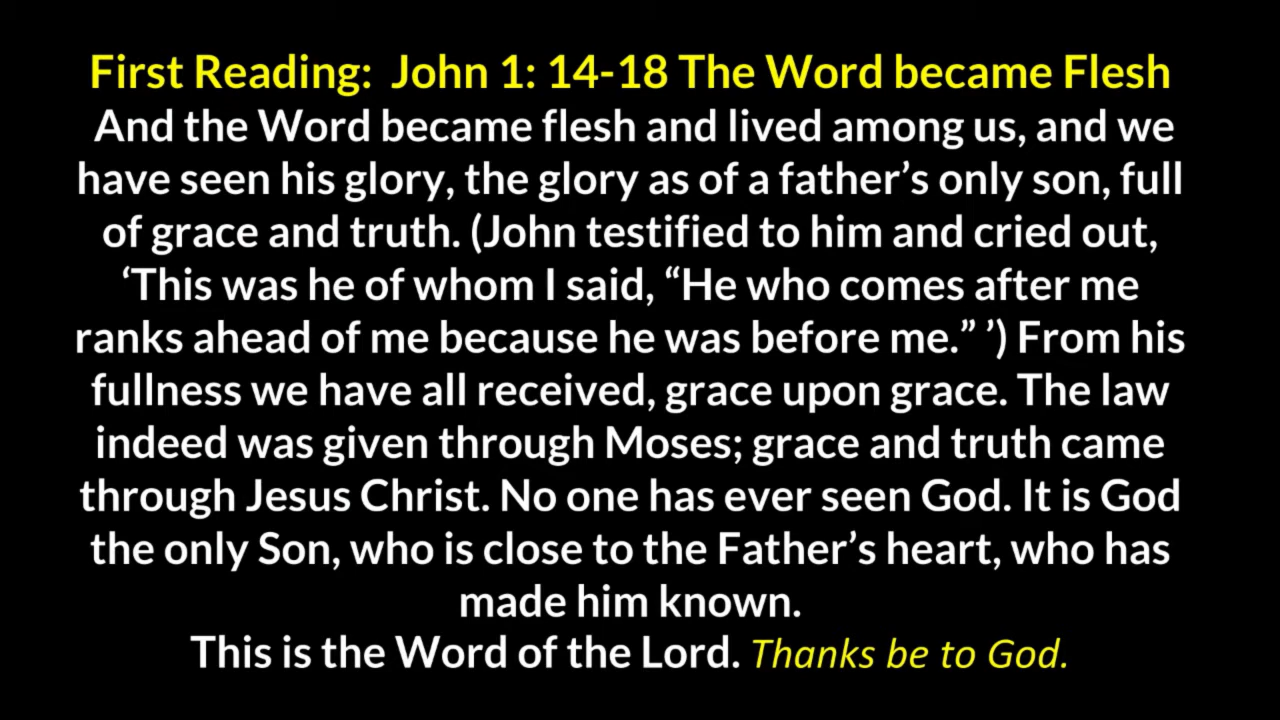 First Reading:  John 1: 14-18 The Word became Flesh
And the Word became flesh and lived among us, and we
have seen his glory, the glory as of a father’s only son, full
of grace and truth. (John testified to him and cried out,
‘This was he of whom I said, “He who comes after me
ranks ahead of me because he was before me.” ’) From his
fullness we have all received, grace upon grace. The law
indeed was given through Moses; grace and truth came
through Jesus Christ. No one has ever seen God. It is God
the only Son, who is close to the Father’s heart, who has
made him known.
This is the Word of the Lord. Thanks be to God.